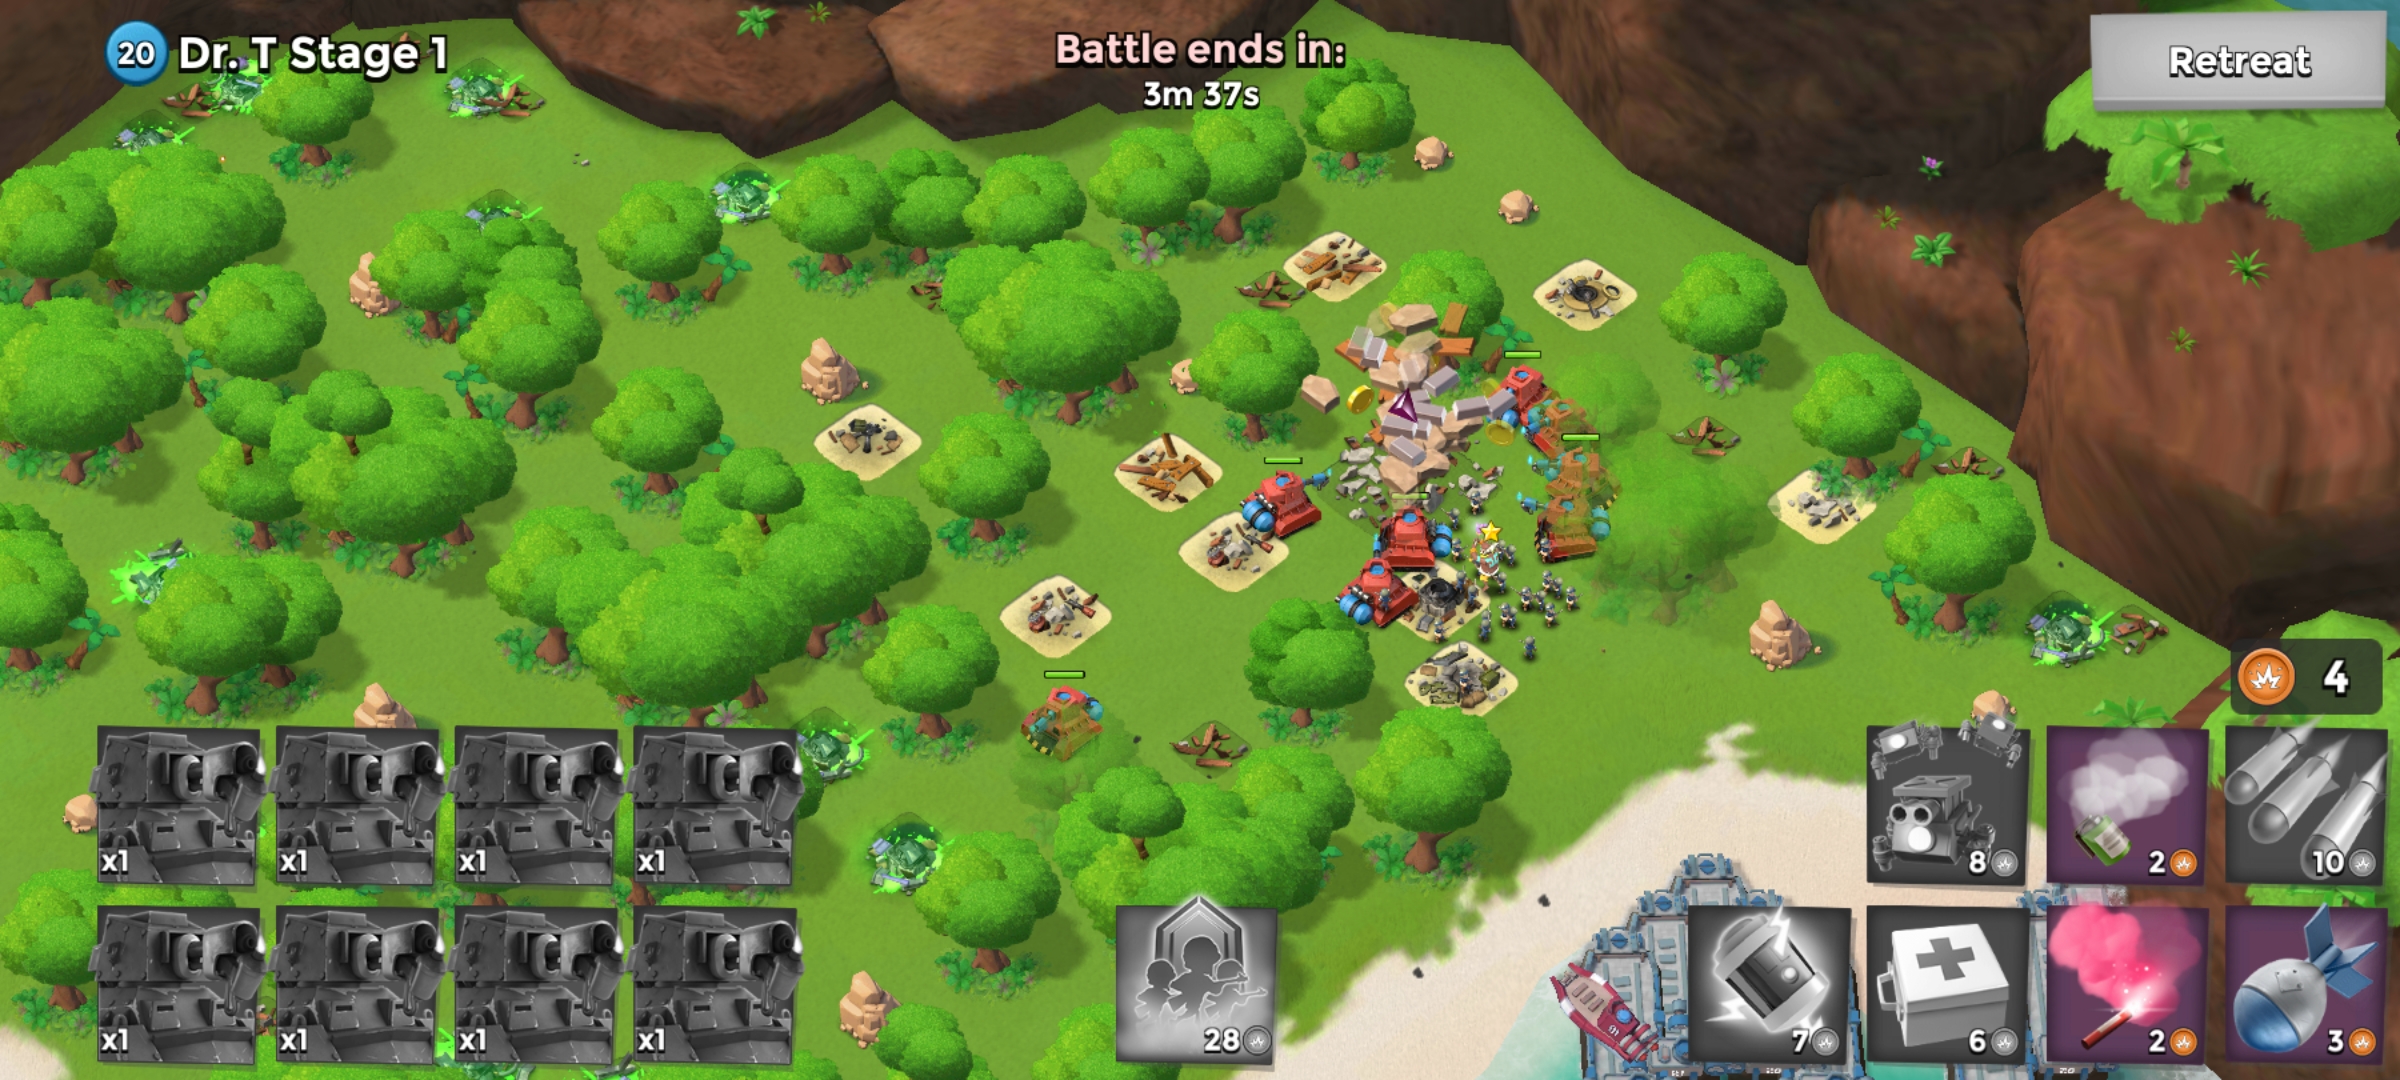 20 Dr. T Stage 1
Battle ends in:
3m 37s
Retreat
4
x1 x1 x1 x1
8 2 10
x1 x1 x1 x1
28 7 6 2 3